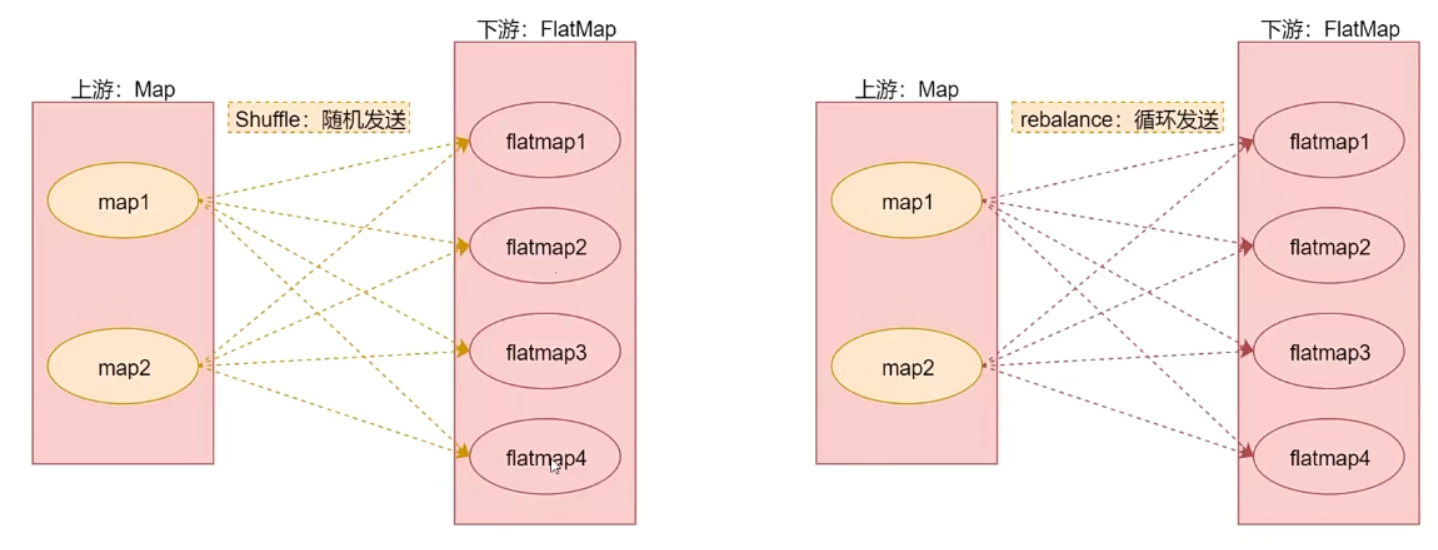 下游：FlatMap
上游：Map
Shuffle：随机发送
flatmap1
map1
flatmap2
flatmap3
map2
flatmap4
下游：FlatMap
上游：Map
rebalance：循环发送
flatmap1
map1
flatmap2
flatmap3
map2
flatmap4